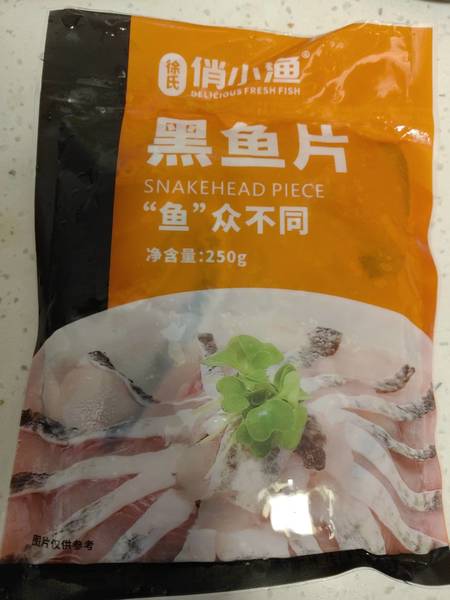 徐氏 俏小渔®
DELICIOUS FRESH FISH
黑鱼片
SNAKEHEAD PIECE
“鱼”众不同
净含量:250g
图片仅供参考